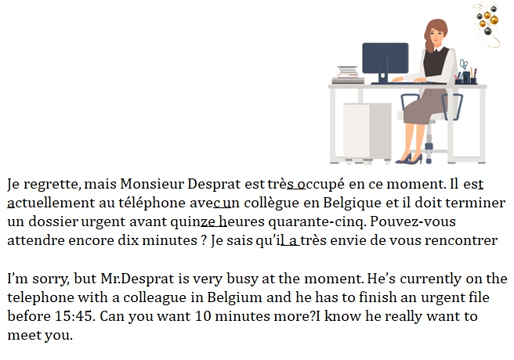 Je regrette, mais Monsieur Desprat est très occupé en ce moment. Il est
actuellement au téléphone avec un collègue en Belgique et il doit terminer
un dossier urgent avant quinze heures quarante-cinq. Pouvez-vous
attendre encore dix minutes ? Je sais qu’il a très envie de vous rencontrer
I’m sorry, but Mr.Desprat is very busy at the moment. He’s currently on the
telephone with a colleague in Belgium and he has to finish an urgent file
before 15:45. Can you want 10 minutes more?I know he really want to
meet you.